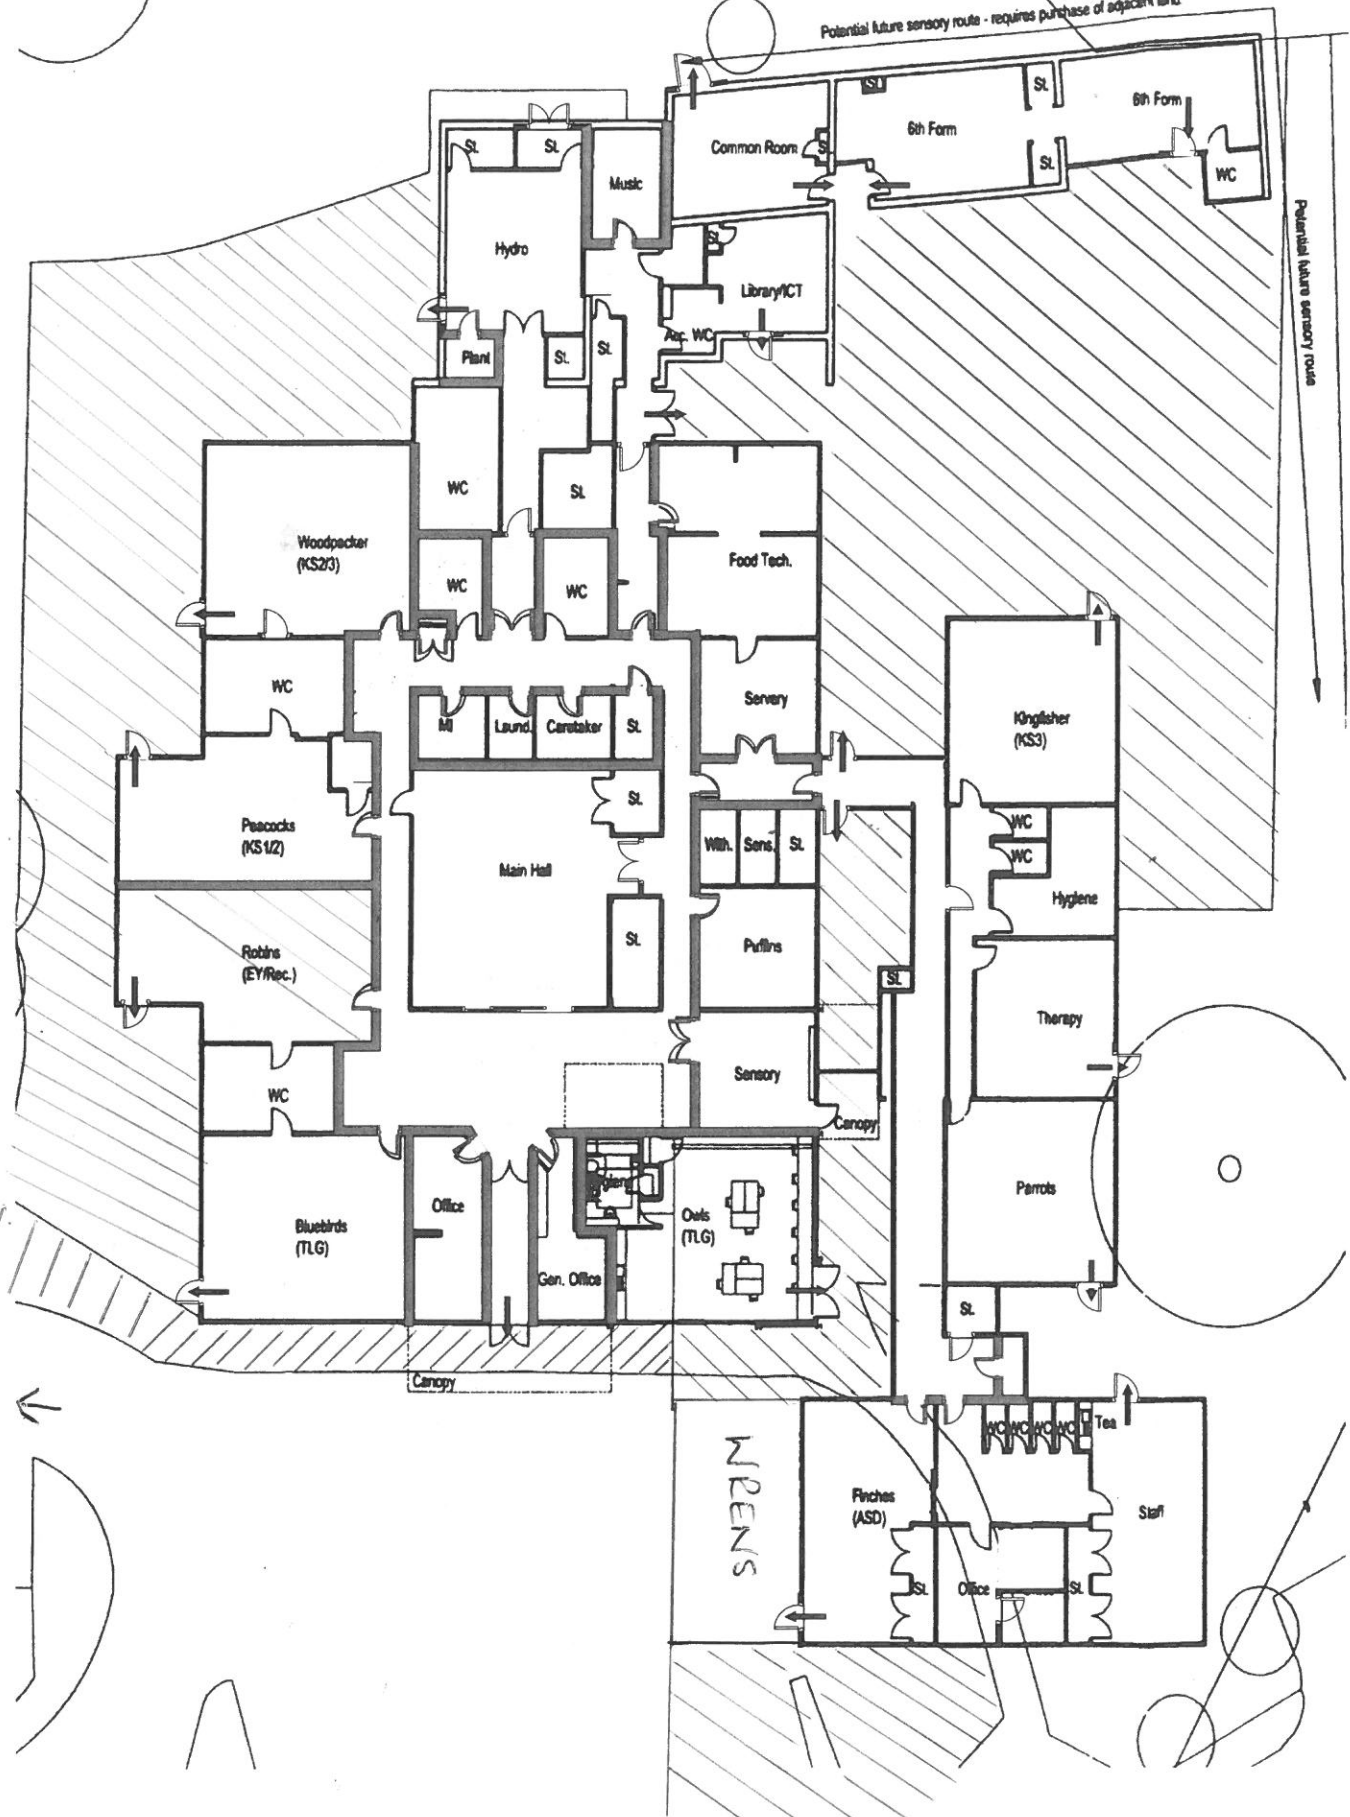 Potential future sensory route - requires purchase of adjacent land
St.
6th Form
St.
6th Form
St.
WC
Common Room
S
St.
St.
Music
Hydro
St.
Library/ICT
Acc. WC
Plant
St.
St.
Potential future sensory route
WC
St.
Woodpecker
(KS2/3)
Food Tech.
WC
WC
WC
Servery
MI
Laund.
Caretaker
St.
Kingfisher
(KS3)
St.
Peacocks
(KS1/2)
With.
Sens.
St.
WC
WC
Main Hall
Hygiene
Robins
(EY/Rec.)
St.
Puffins
St.
Therapy
WC
Sensory
Canopy
Parrots
Office
Owls
(TLG)
Bluebirds
(TLG)
Gen. Office
St.
Canopy
WC
WC
WC
WC
Tea
WRENS
Finches
(ASD)
Staff
St.
Office
St.